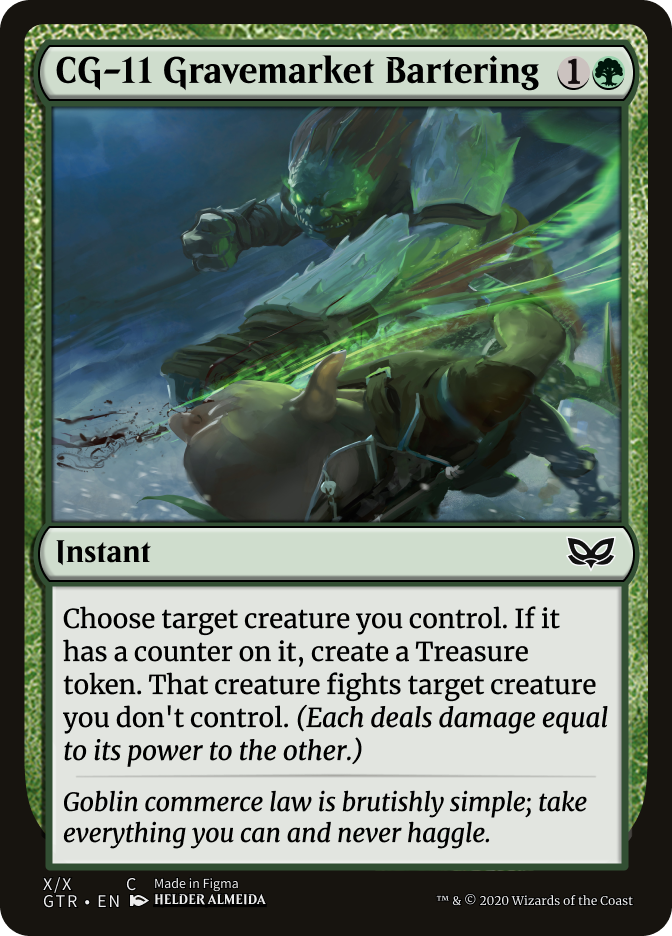 CG-11 Gravemarket Bartering 1
Instant
Choose target creature you control. If it
has a counter on it, create a Treasure
token. That creature fights target creature
you don't control. (Each deals damage equal
to its power to the other.)
Goblin commerce law is brutishly simple; take
everything you can and never haggle.
X/X C Made in Figma
GTR • EN HELDER ALMEIDA ™ & © 2020 Wizards of the Coast